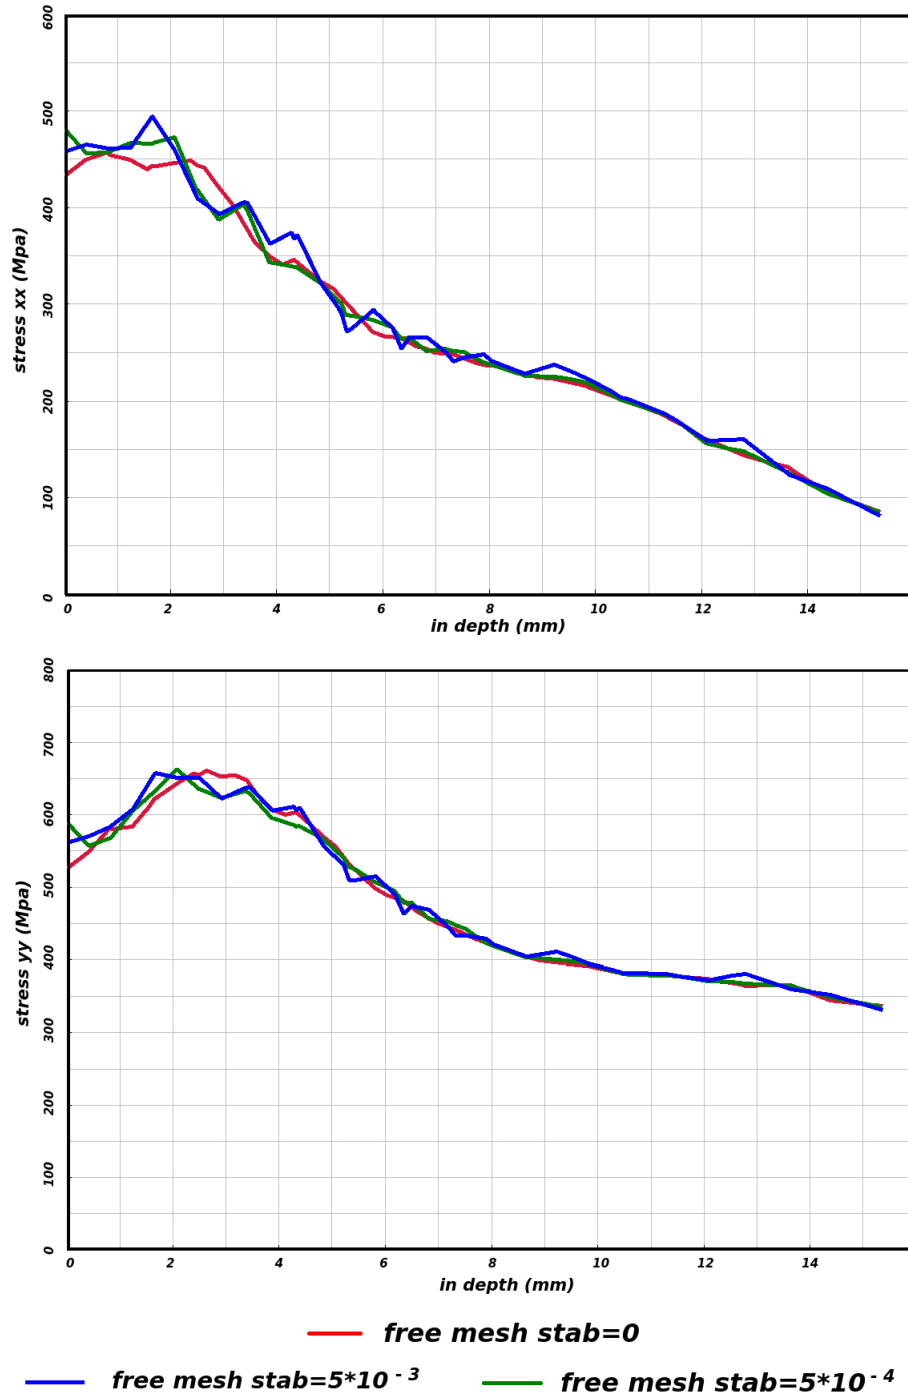 600
500
400
300
200
100
0
stress xx (Mpa)
0 2 4 6 8 10 12 14
in depth (mm)
800
700
600
500
400
300
200
100
0
stress yy (Mpa)
0 2 4 6 8 10 12 14
in depth (mm)
free mesh stab=0
free mesh stab=5*10⁻³ free mesh stab=5*10⁻⁴